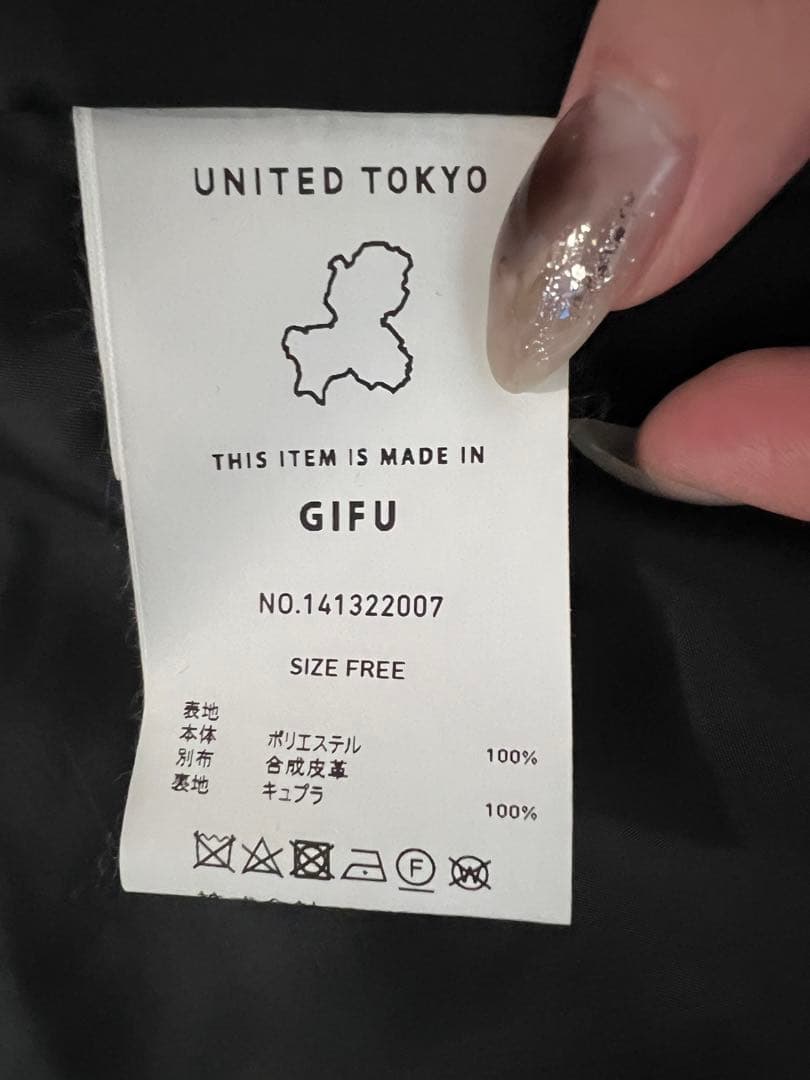 UNITED TOKYO
THIS ITEM IS MADE IN
GIFU
NO.141322007
SIZE FREE
表地
本体 ポリエステル 100%
別布 合成皮革
裏地 キュプラ 100%
F
W